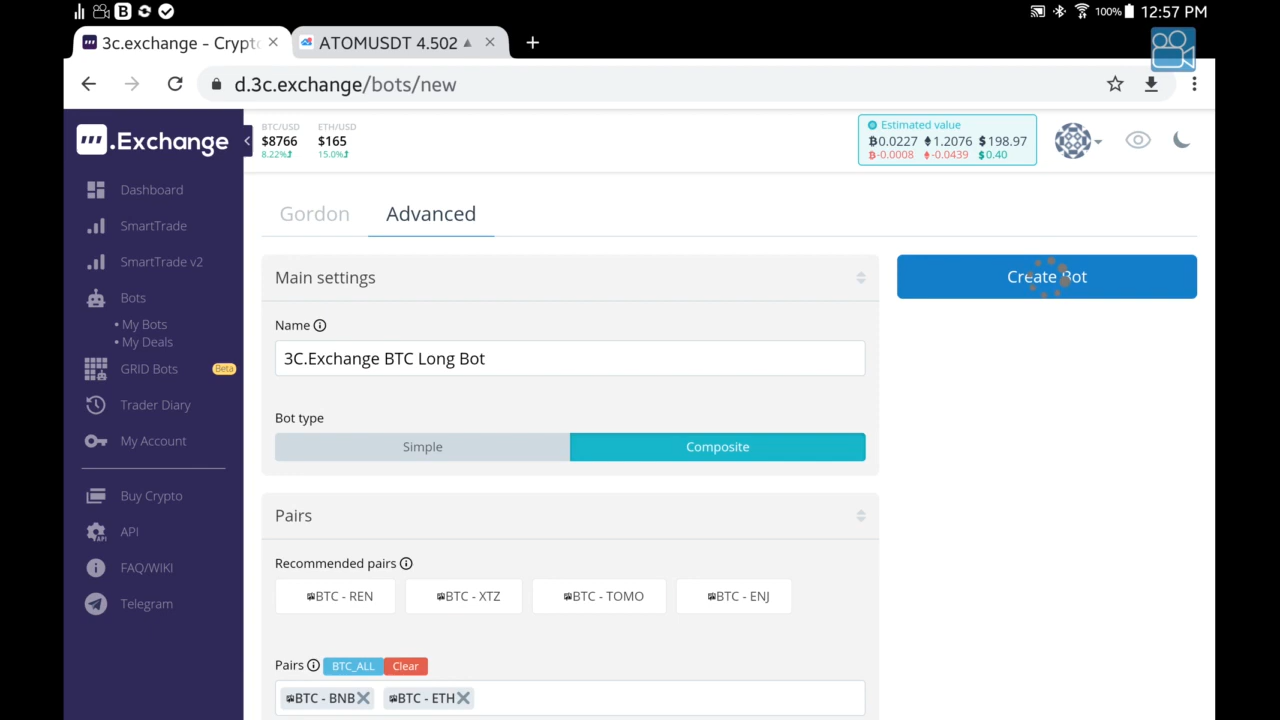 B
100% 12:57 PM
3c.exchange - Crypto
ATOMUSDT 4.502 ▲
d.3c.exchange/bots/new
.Exchange
BTC/USD
$8766
8.22%
ETH/USD
$165
15.0%
Estimated value
0.0227 1.2076 $198.97
-0.0008 -0.0439 $0.40
Dashboard
SmartTrade
SmartTrade v2
Bots
• My Bots
• My Deals
GRID Bots Beta
Trader Diary
My Account
Buy Crypto
API
FAQ/WIKI
Telegram
Gordon
Advanced
Main settings
Name
3C.Exchange BTC Long Bot
Bot type
Simple
Composite
Pairs
Recommended pairs
BTC - REN
BTC - XTZ
BTC - TOMO
BTC - ENJ
Pairs BTC_ALL Clear
BTC - BNB BTC - ETH
Create Bot